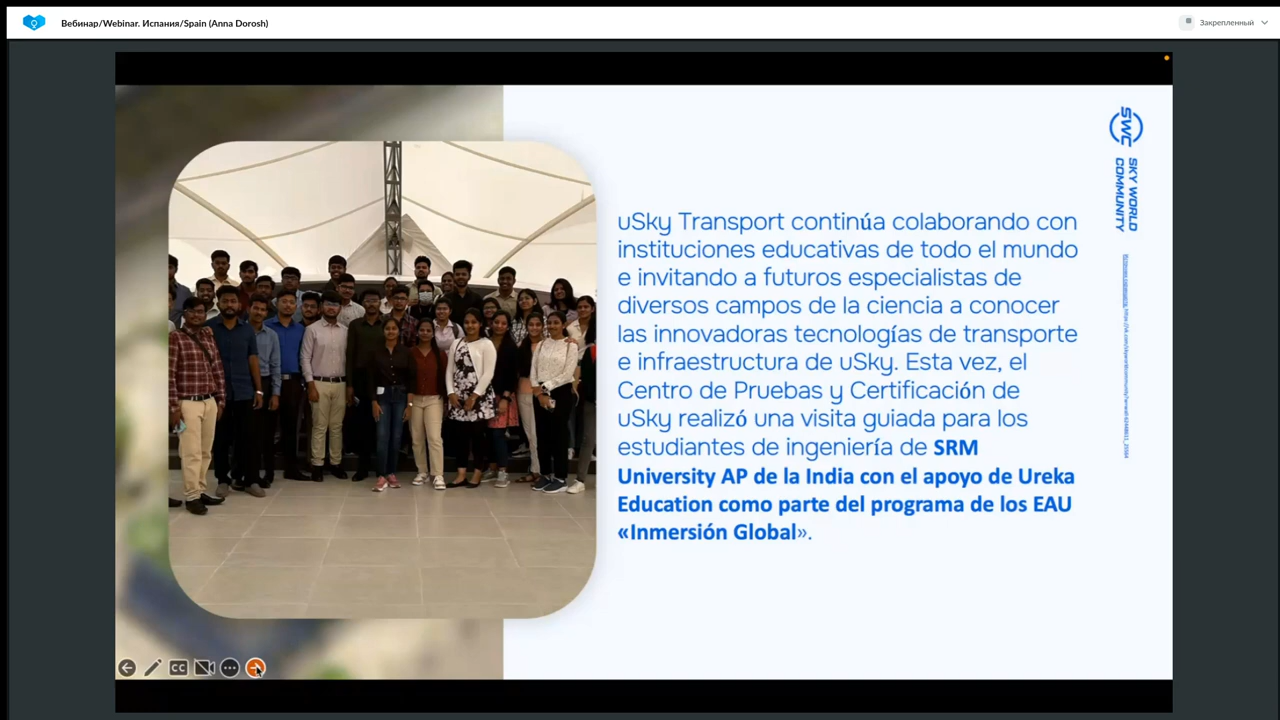 Вебинар/Webinar. Испания/Spain (Anna Dorosh)
Закрепленный
uSky Transport continúa colaborando con
instituciones educativas de todo el mundo
e invitando a futuros especialistas de
diversos campos de la ciencia a conocer
las innovadoras tecnologías de transporte
e infraestructura de uSky. Esta vez, el
Centro de Pruebas y Certificación de
uSky realizó una visita guiada para los
estudiantes de ingeniería de SRM
University AP de la India con el apoyo de Ureka
Education como parte del programa de los EAU
«Inmersión Global».
SWC
SKY WORLD
COMMUNITY
CC